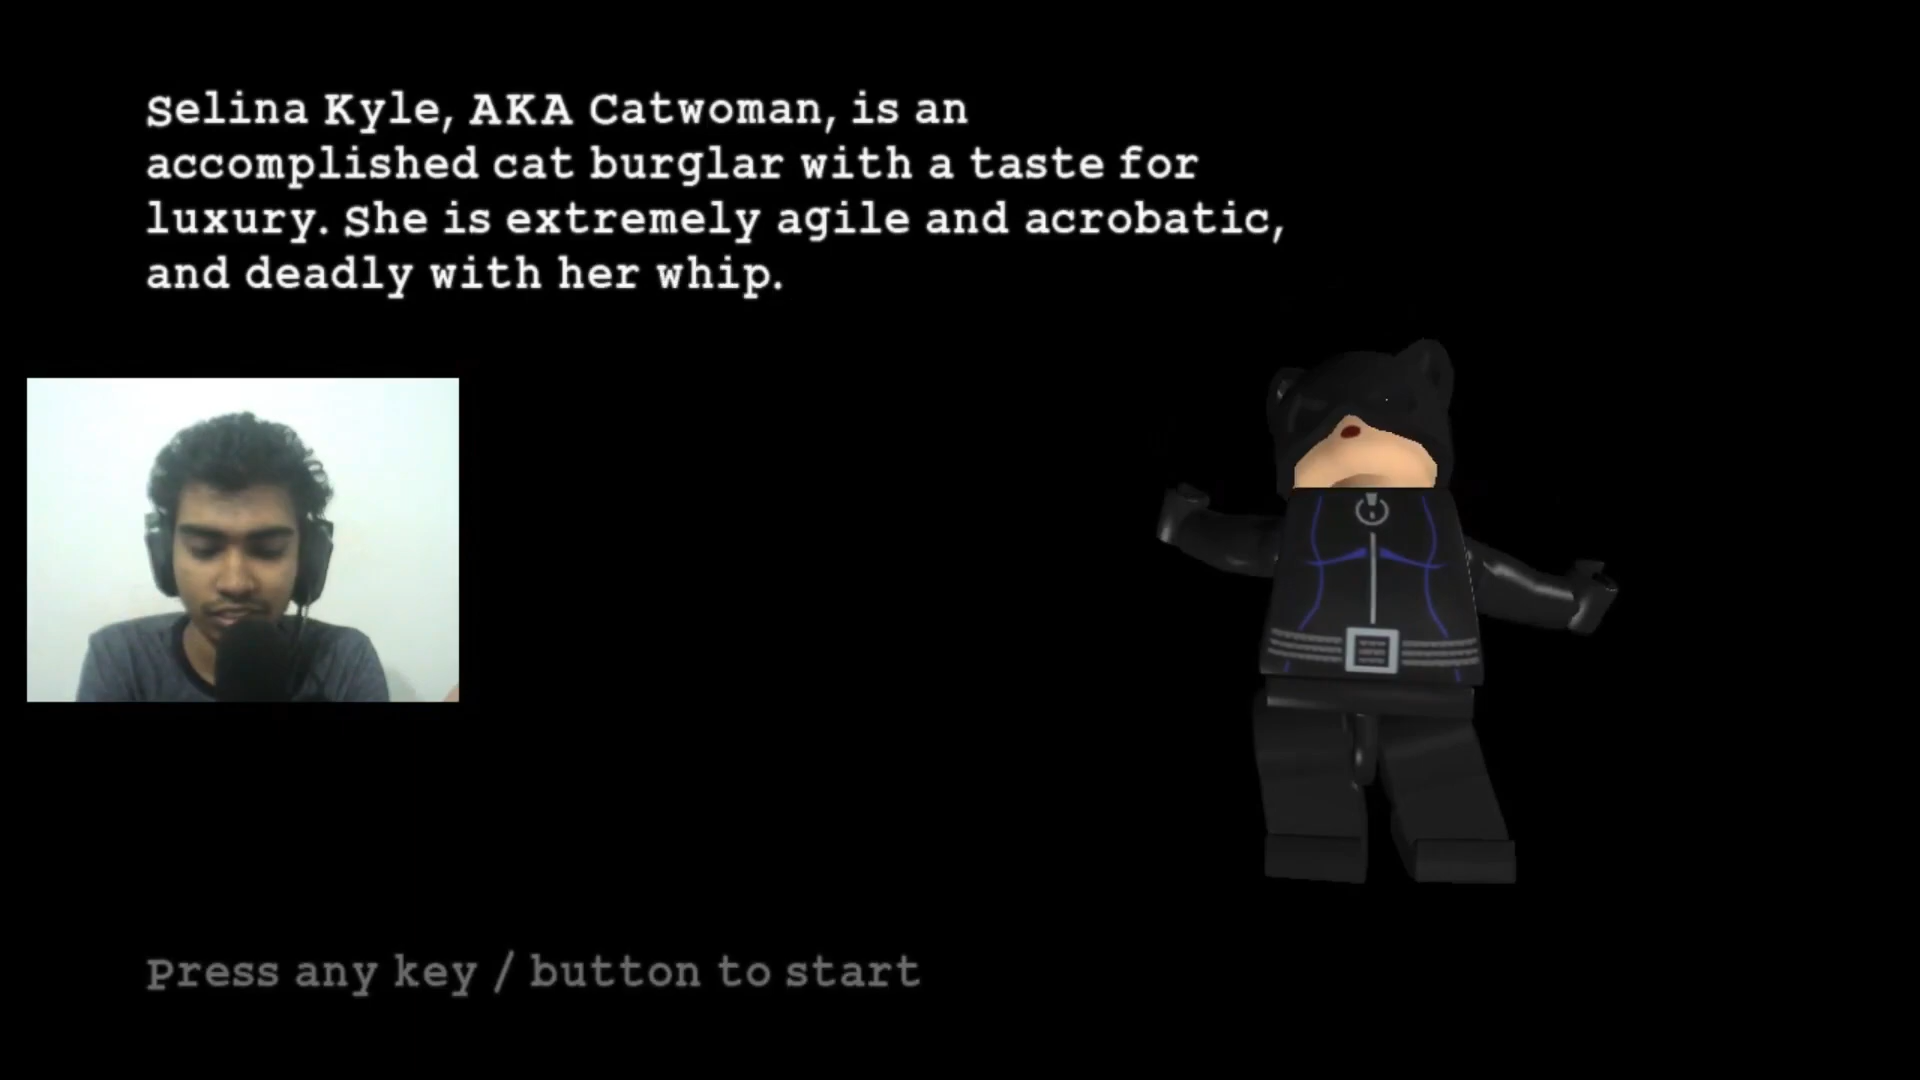 Selina Kyle, AKA Catwoman, is an
accomplished cat burglar with a taste for
luxury. She is extremely agile and acrobatic,
and deadly with her whip.
Press any key / button to start